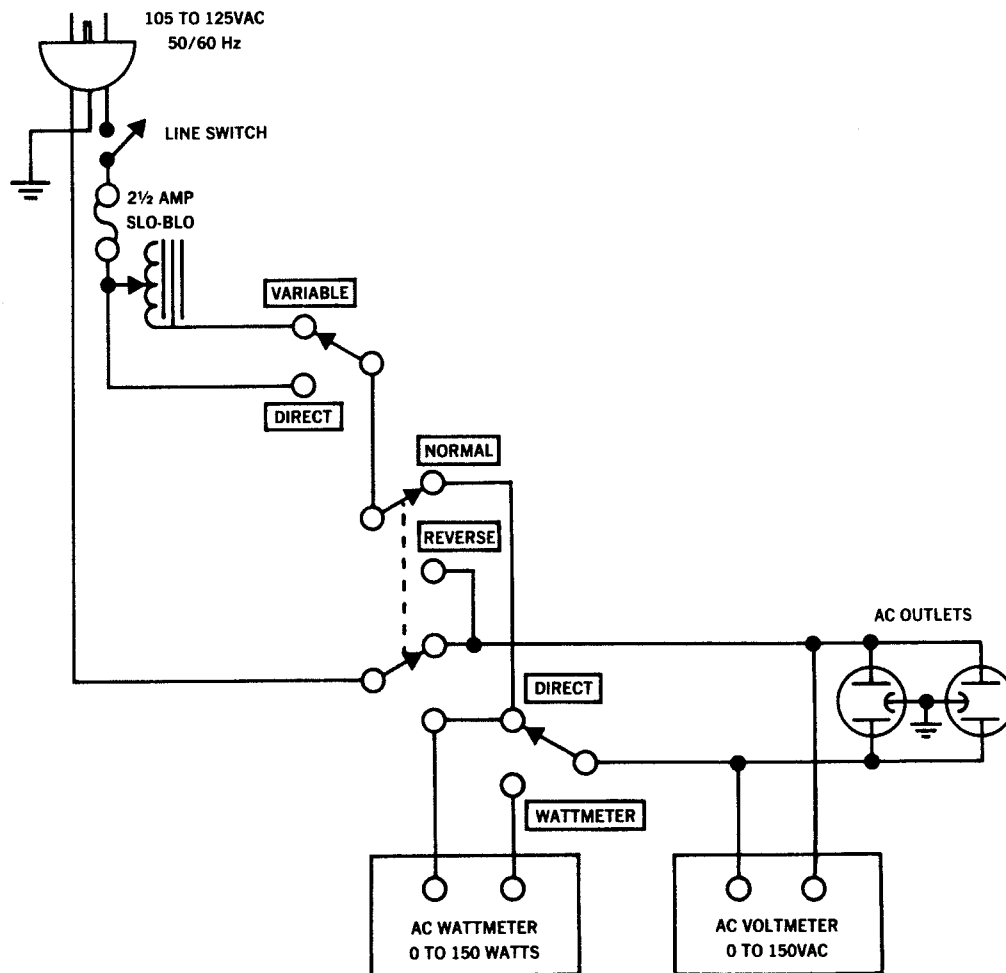 105 TO 125VAC
50/60 Hz
LINE SWITCH
2½ AMP
SLO-BLO
VARIABLE
DIRECT
NORMAL
REVERSE
AC OUTLETS
DIRECT
WATTMETER
AC WATTMETER
0 TO 150 WATTS
AC VOLTMETER
0 TO 150VAC